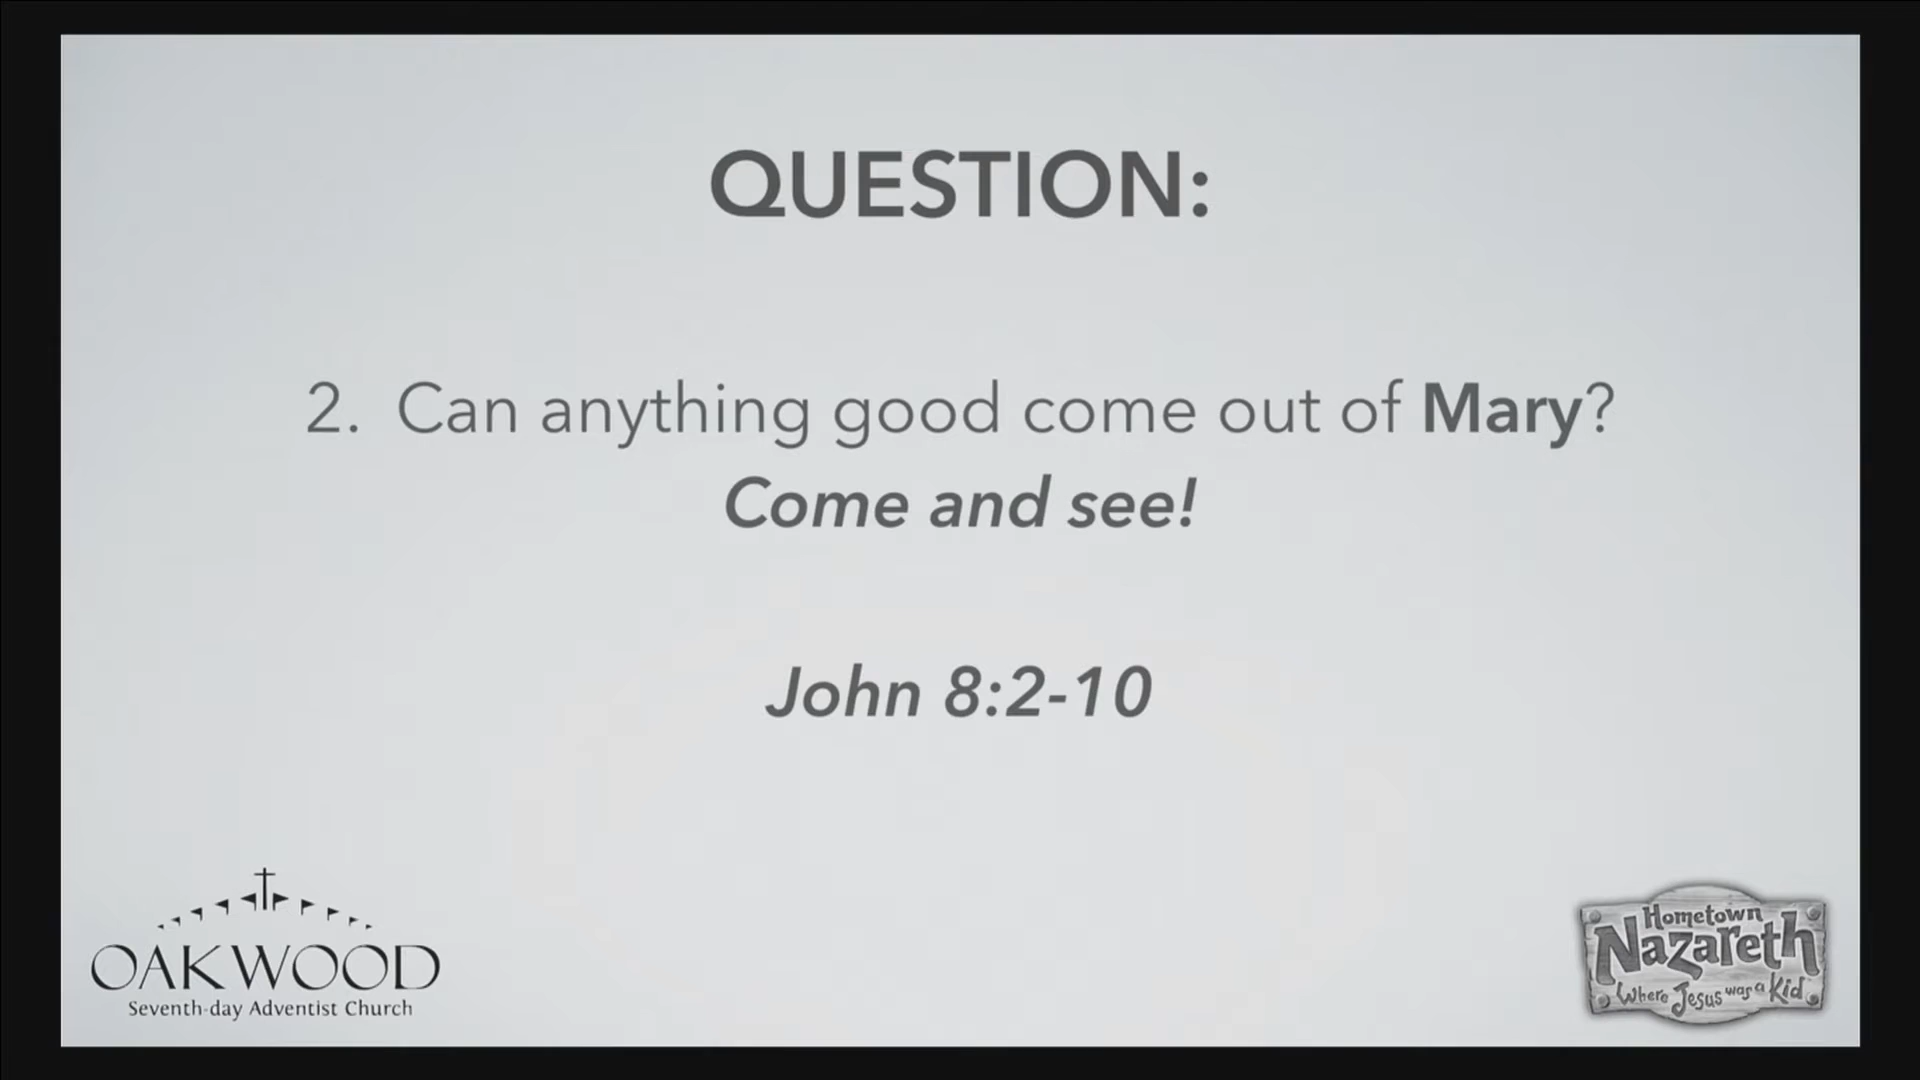 QUESTION:
2. Can anything good come out of Mary?
Come and see!
John 8:2-10
OAKWOOD
Seventh-day Adventist Church
Hometown
Nazareth
Where Jesus was a Kid